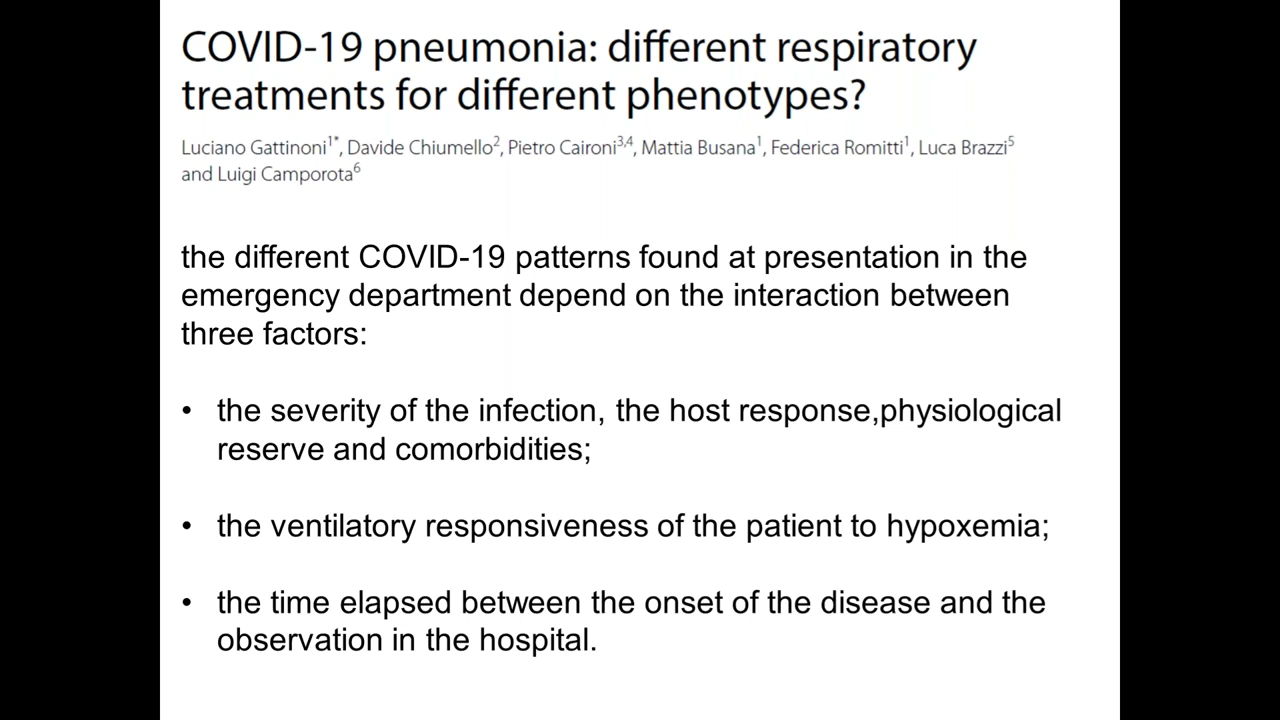 COVID-19 pneumonia: different respiratory
treatments for different phenotypes?
Luciano Gattinoni1*, Davide Chiumello2, Pietro Caironi3,4, Mattia Busana1, Federica Romitti1, Luca Brazzi5
and Luigi Camporota6
the different COVID-19 patterns found at presentation in the
emergency department depend on the interaction between
three factors:
• the severity of the infection, the host response,physiological
reserve and comorbidities;
• the ventilatory responsiveness of the patient to hypoxemia;
• the time elapsed between the onset of the disease and the
observation in the hospital.